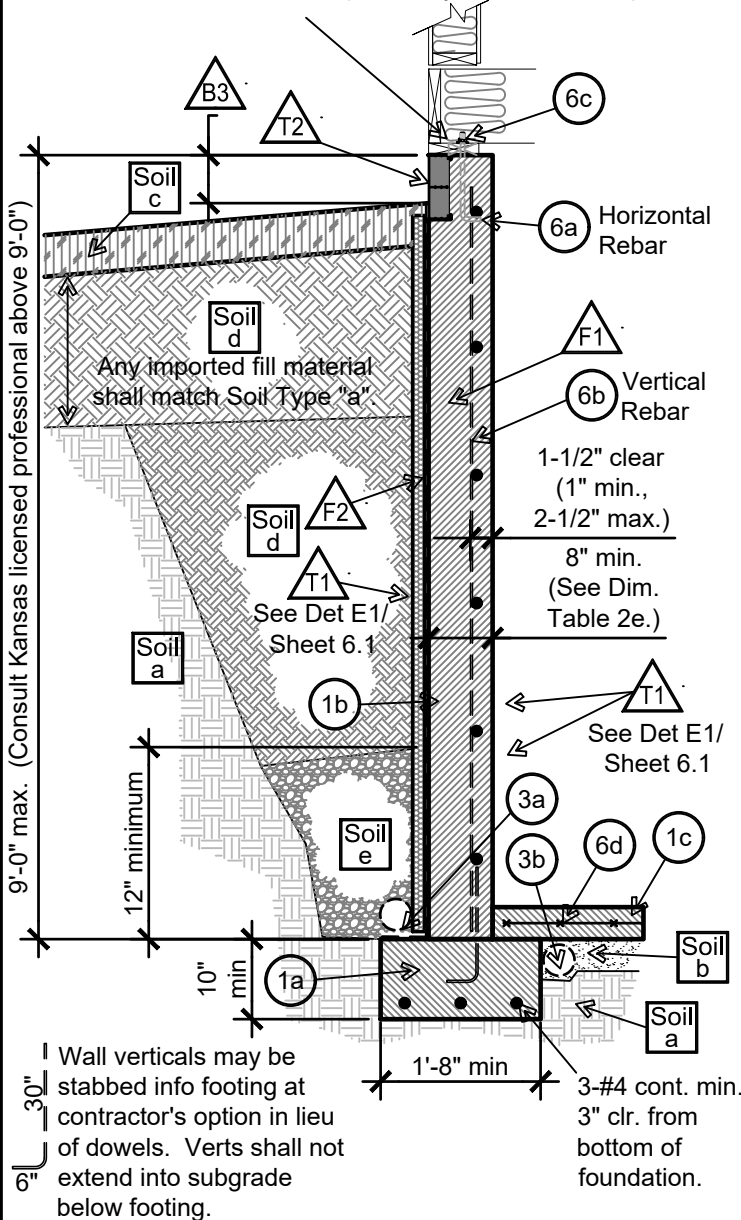 B3
T2
6c
Soil
c
6a
Horizontal
Rebar
Soil
d
F1
Any imported fill material
shall match Soil Type "a".
6b
Vertical
Rebar
9'-0" max. (Consult Kansas licensed professional above 9'-0")
1-1/2" clear
(1" min.,
2-1/2" max.)
Soil
d
F2
8" min.
(See Dim.
Table 2e.)
T1
See Det E1/
Sheet 6.1
Soil
a
1b
T1
See Det E1/
Sheet 6.1
12" minimum
3a
Soil
e
3b
6d
1c
10"
min
1a
Soil
b
Soil
a
1'-8" min
3-#4 cont. min.
3" clr. from
bottom of
foundation.
30"
6"
Wall verticals may be
stabbed info footing at
contractor's option in lieu
of dowels. Verts shall not
extend into subgrade
below footing.